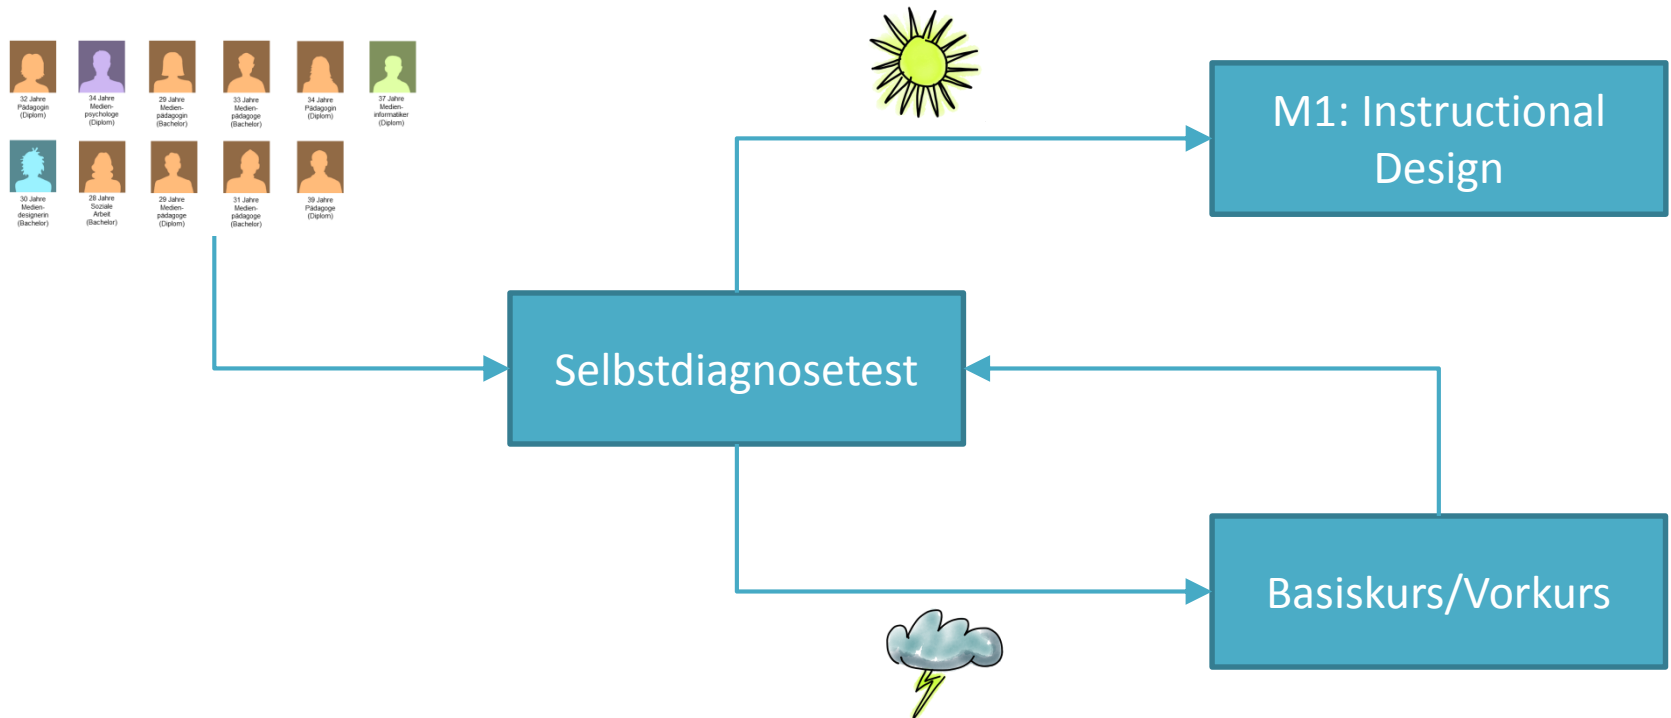 32 Jahre
Pädagogin
(Diplom)
34 Jahre
Medien-
psychologe
(Diplom)
29 Jahre
Medien-
pädagogin
(Bachelor)
33 Jahre
Medien-
pädagoge
(Bachelor)
34 Jahre
Pädagogin
(Diplom)
37 Jahre
Medien-
informatiker
(Diplom)
30 Jahre
Medien-
designerin
(Bachelor)
28 Jahre
Soziale
Arbeit
(Bachelor)
29 Jahre
Medien-
pädagoge
(Diplom)
31 Jahre
Medien-
pädagoge
(Bachelor)
39 Jahre
Pädagoge
(Diplom)
M1: Instructional
Design
Selbstdiagnosetest
Basiskurs/Vorkurs